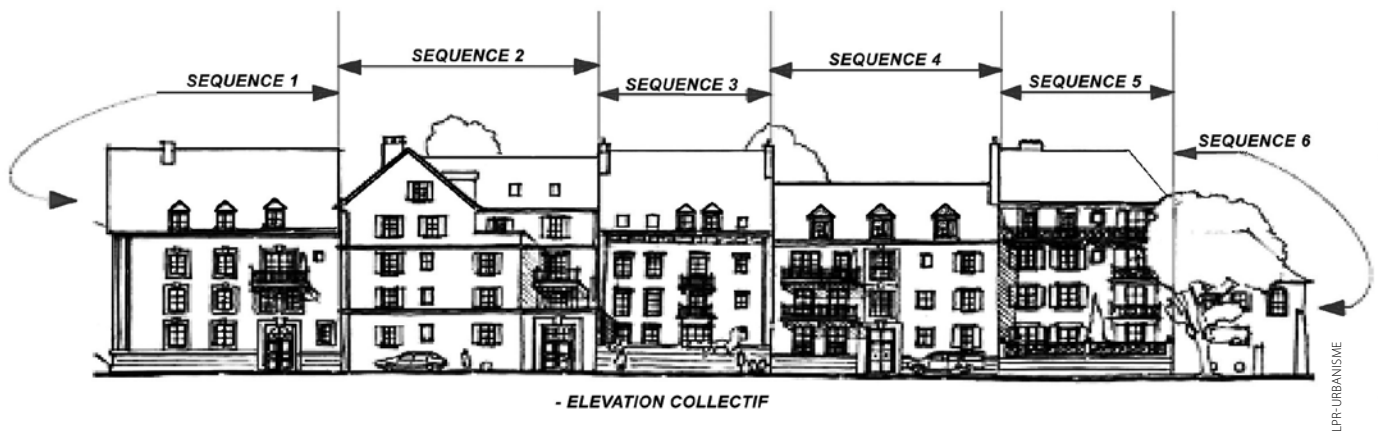 SEQUENCE 1
SEQUENCE 2
SEQUENCE 3
SEQUENCE 4
SEQUENCE 5
SEQUENCE 6
- ELEVATION COLLECTIF
LPR-URBANISME